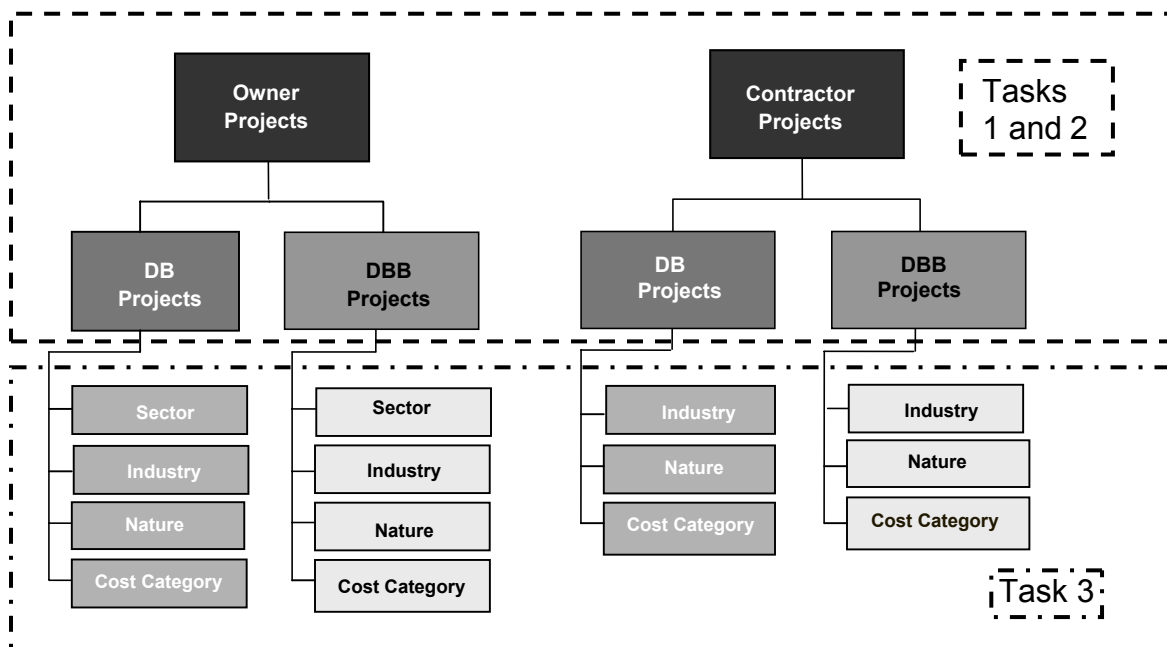 Owner
Projects
Contractor
Projects
Tasks
1 and 2
DB
Projects
DBB
Projects
DB
Projects
DBB
Projects
Sector
Industry
Nature
Cost Category
Sector
Industry
Nature
Cost Category
Industry
Nature
Cost Category
Industry
Nature
Cost Category
Task 3